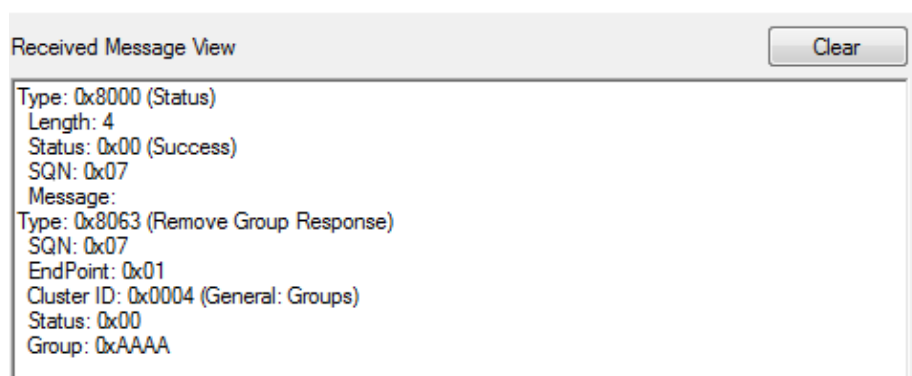 Received Message View
Clear
Type: 0x8000 (Status)
Length: 4
Status: 0x00 (Success)
SQN: 0x07
Message:
Type: 0x8063 (Remove Group Response)
SQN: 0x07
EndPoint: 0x01
Cluster ID: 0x0004 (General: Groups)
Status: 0x00
Group: 0xAAAA